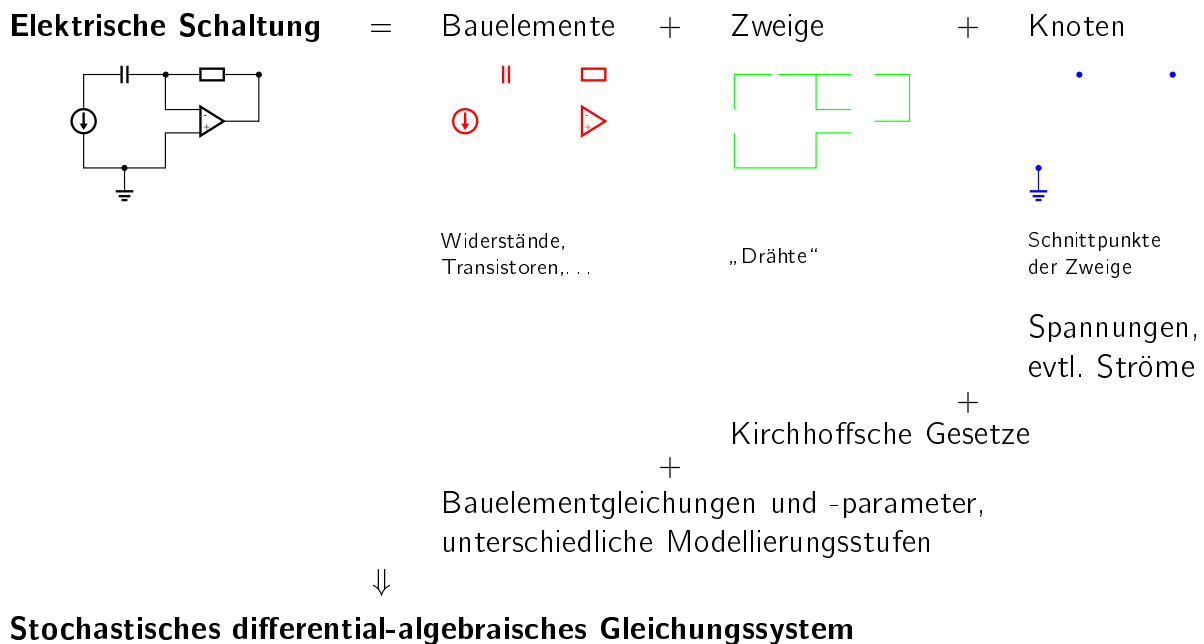 Elektrische Schaltung = Bauelemente + Zweige + Knoten
- +
- +
Widerstände,
Transistoren,...
„Drähte“
Schnittpunkte
der Zweige
Spannungen,
evtl. Ströme
+
Kirchhoffsche Gesetze
+
Bauelementgleichungen und -parameter,
unterschiedliche Modellierungsstufen
⇓
Stochastisches differential-algebraisches Gleichungssystem